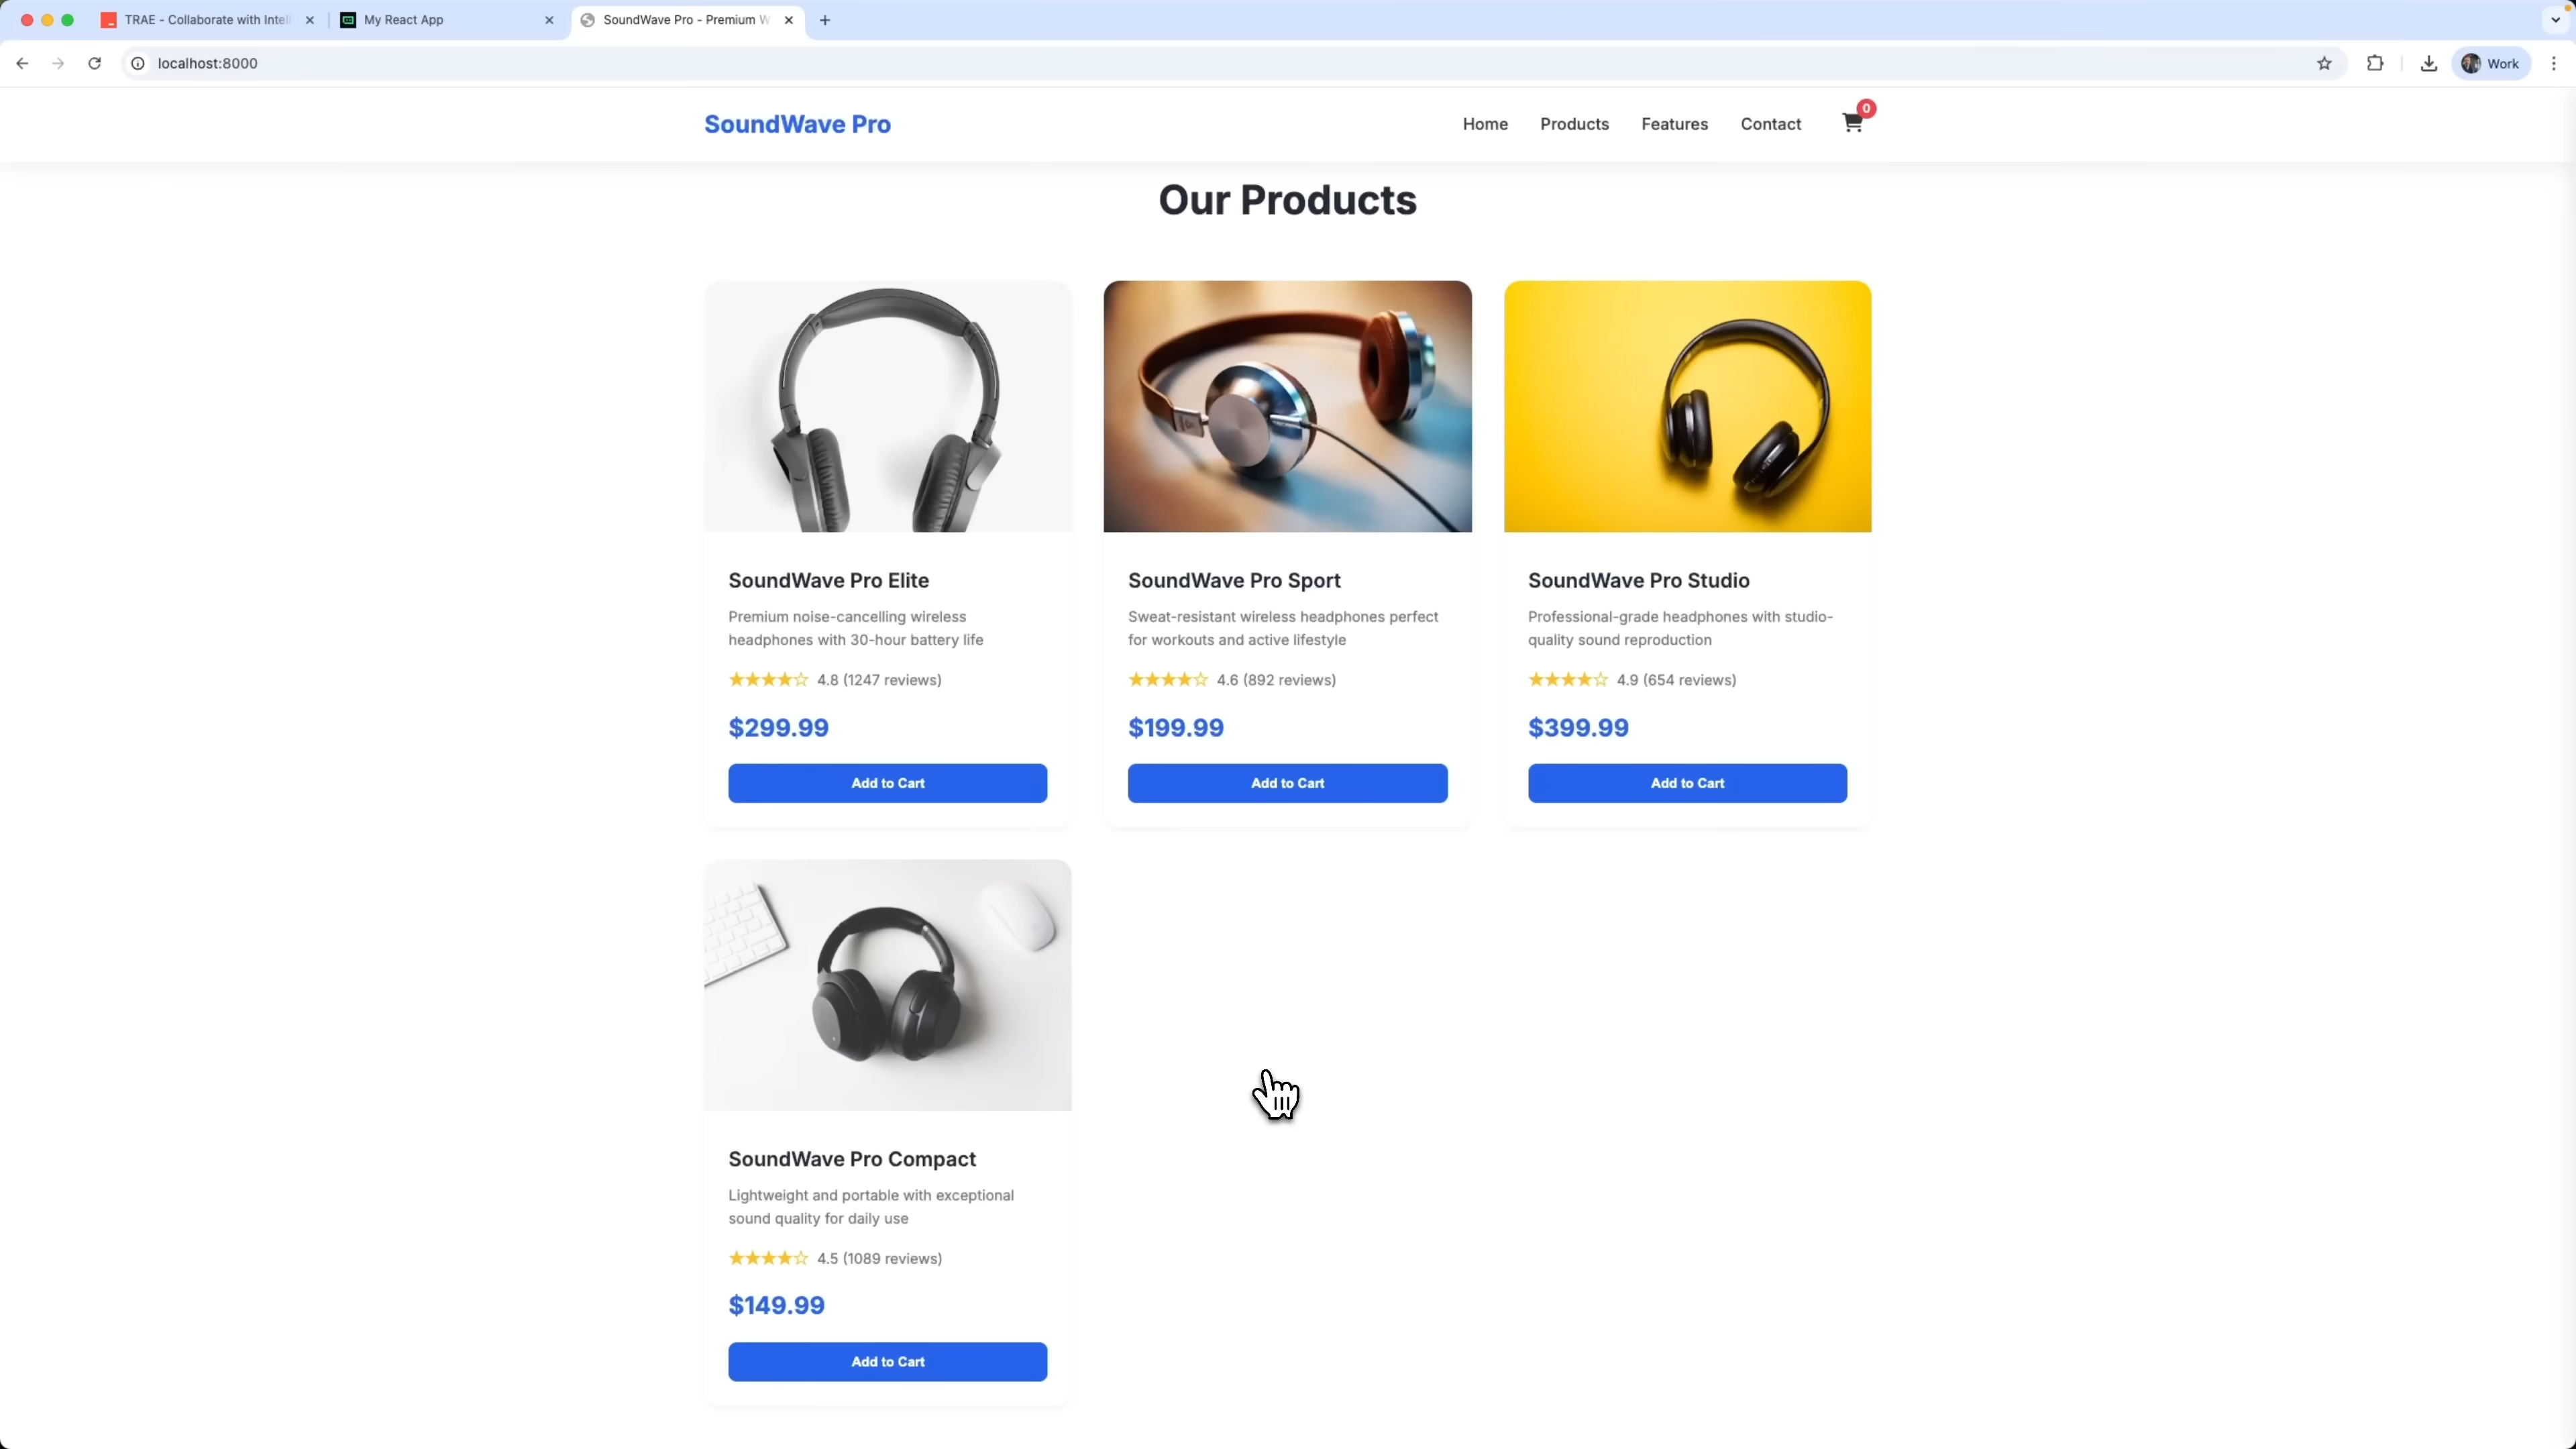 TRAE - Collaborate with Intel
My React App
SoundWave Pro - Premium W
localhost:8000
Work
SoundWave Pro
Home
Products
Features
Contact
0
Our Products
SoundWave Pro Elite
Premium noise-cancelling wireless
headphones with 30-hour battery life
★★★★☆ 4.8 (1247 reviews)
$299.99
Add to Cart
SoundWave Pro Sport
Sweat-resistant wireless headphones perfect
for workouts and active lifestyle
★★★★☆ 4.6 (892 reviews)
$199.99
Add to Cart
SoundWave Pro Studio
Professional-grade headphones with studio-
quality sound reproduction
★★★★☆ 4.9 (654 reviews)
$399.99
Add to Cart
SoundWave Pro Compact
Lightweight and portable with exceptional
sound quality for daily use
★★★★☆ 4.5 (1089 reviews)
$149.99
Add to Cart